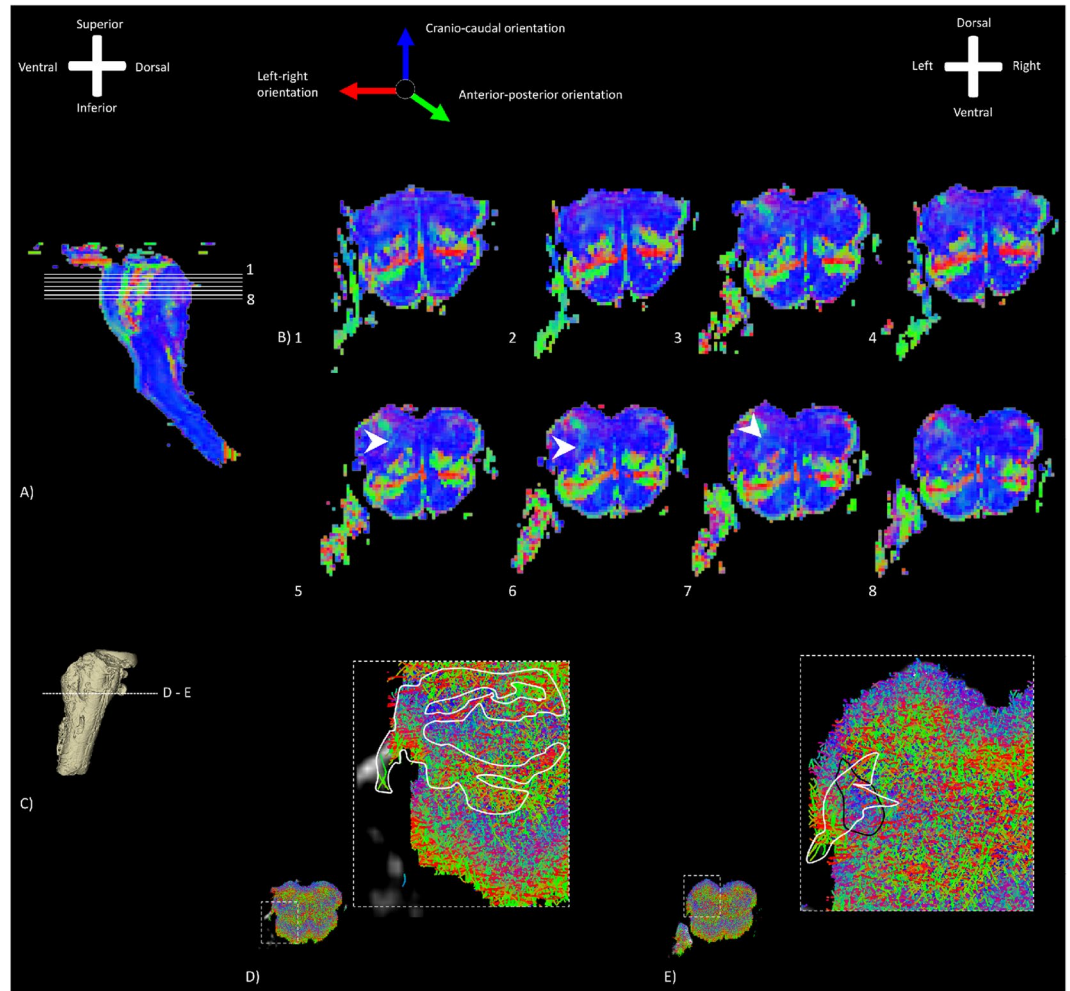 Superior
Ventral
Dorsal
Inferior
Cranio-caudal orientation
Left-right
orientation
Anterior-posterior orientation
Dorsal
Left
Right
Ventral
1
8
A)
B) 1
2
3
4
5
6
7
8
D - E
C)
D)
E)